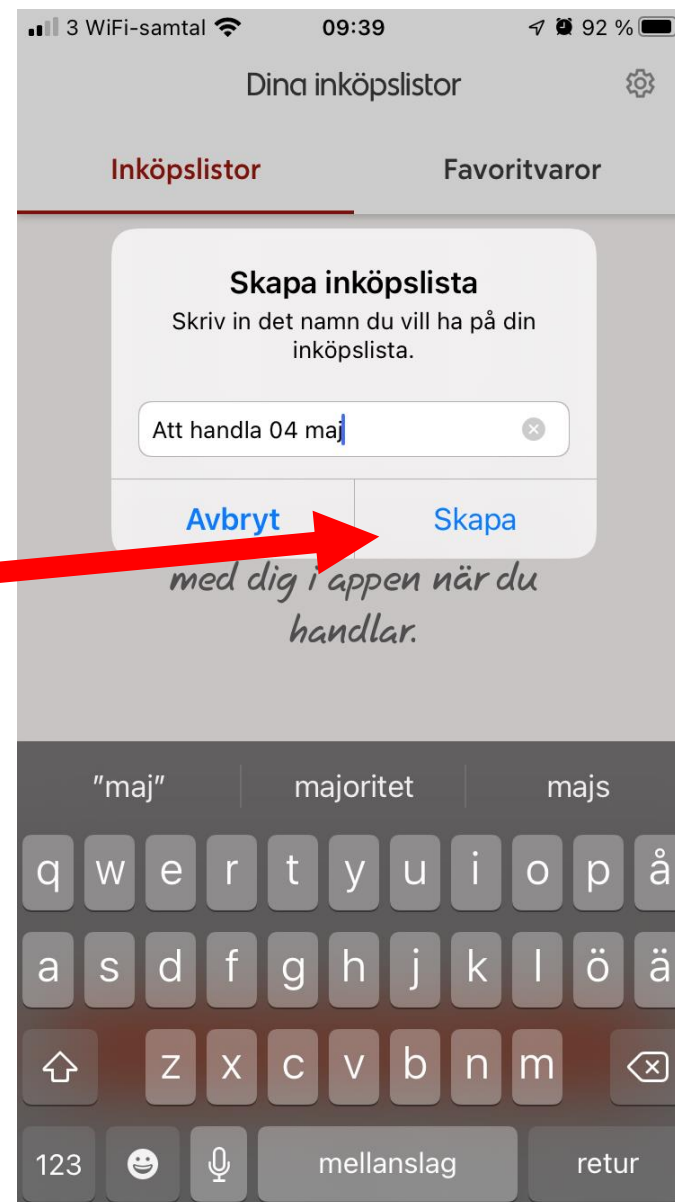 3 WiFi-samtal 09:39 92 %
Dina inköpslistor
Inköpslistor Favoritvaror
Skapa inköpslista
Skriv in det namn du vill ha på din
inköpslista.
Att handla 04 maj
Avbryt Skapa
med dig i appen när du
handlar.
"maj" majoritet majs
q w e r t y u i o p å
a s d f g h j k l ö ä
z x c v b n m
123 mellanslag retur